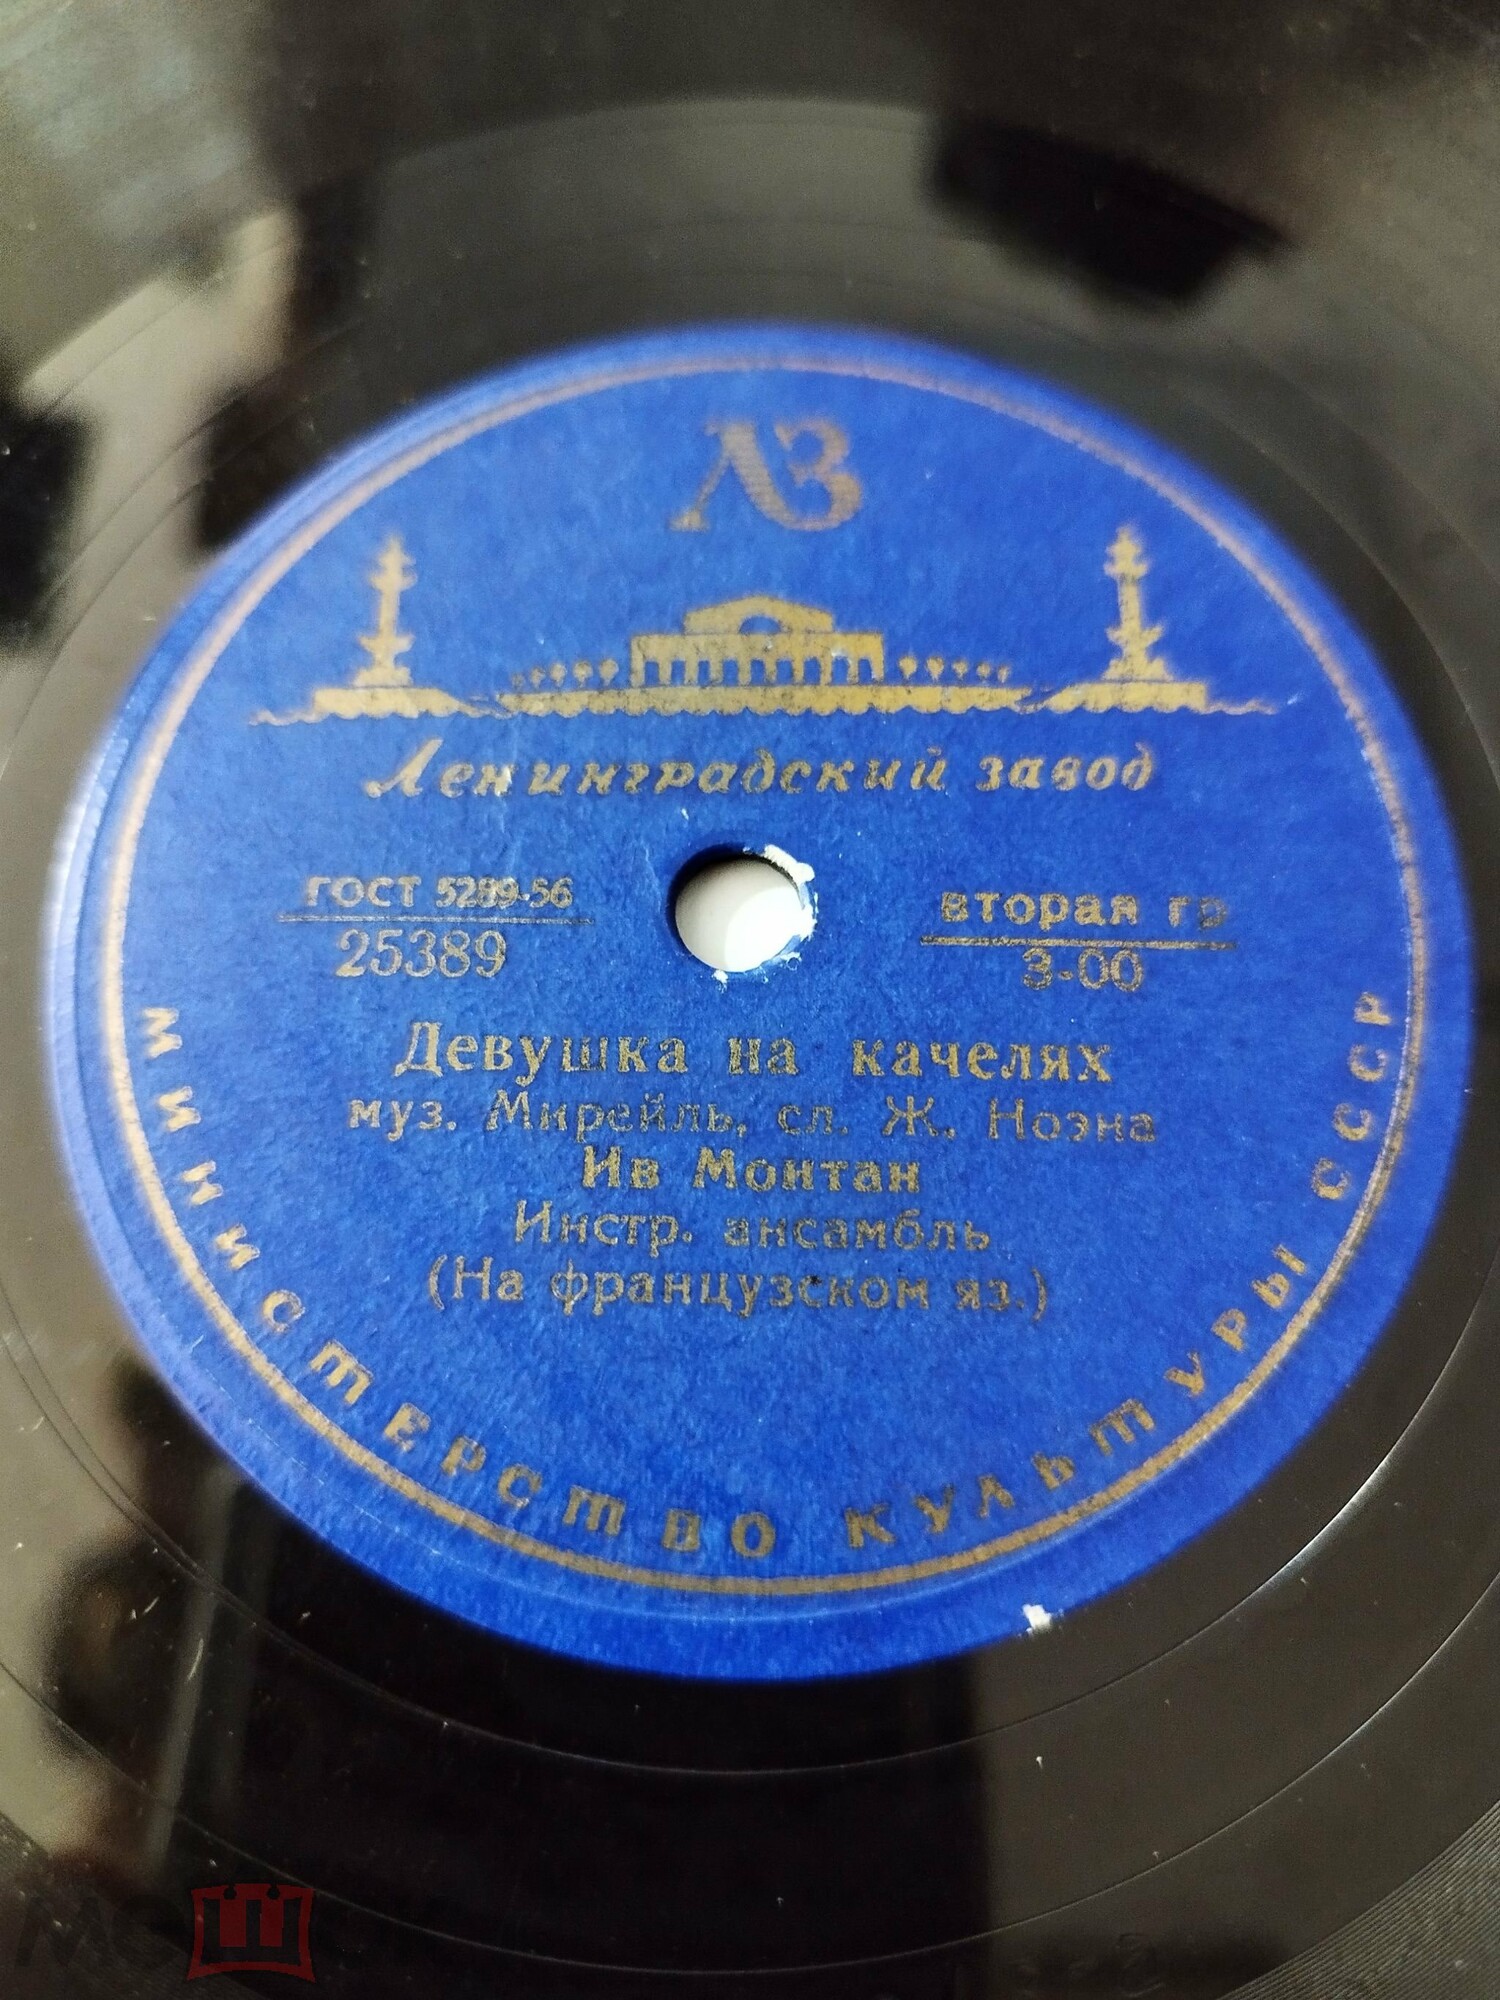 ЛЗ
Ленинградский завод
ГОСТ 5289-56
25389
вторая гр
3-00
Девушка на качелях
муз. Мирейль, сл. Ж. Ноэна
Ив Монтан
Инстр. ансамбль
(На французском яз.)
МИНИСТЕРСТВО КУЛЬТУРЫ СССР